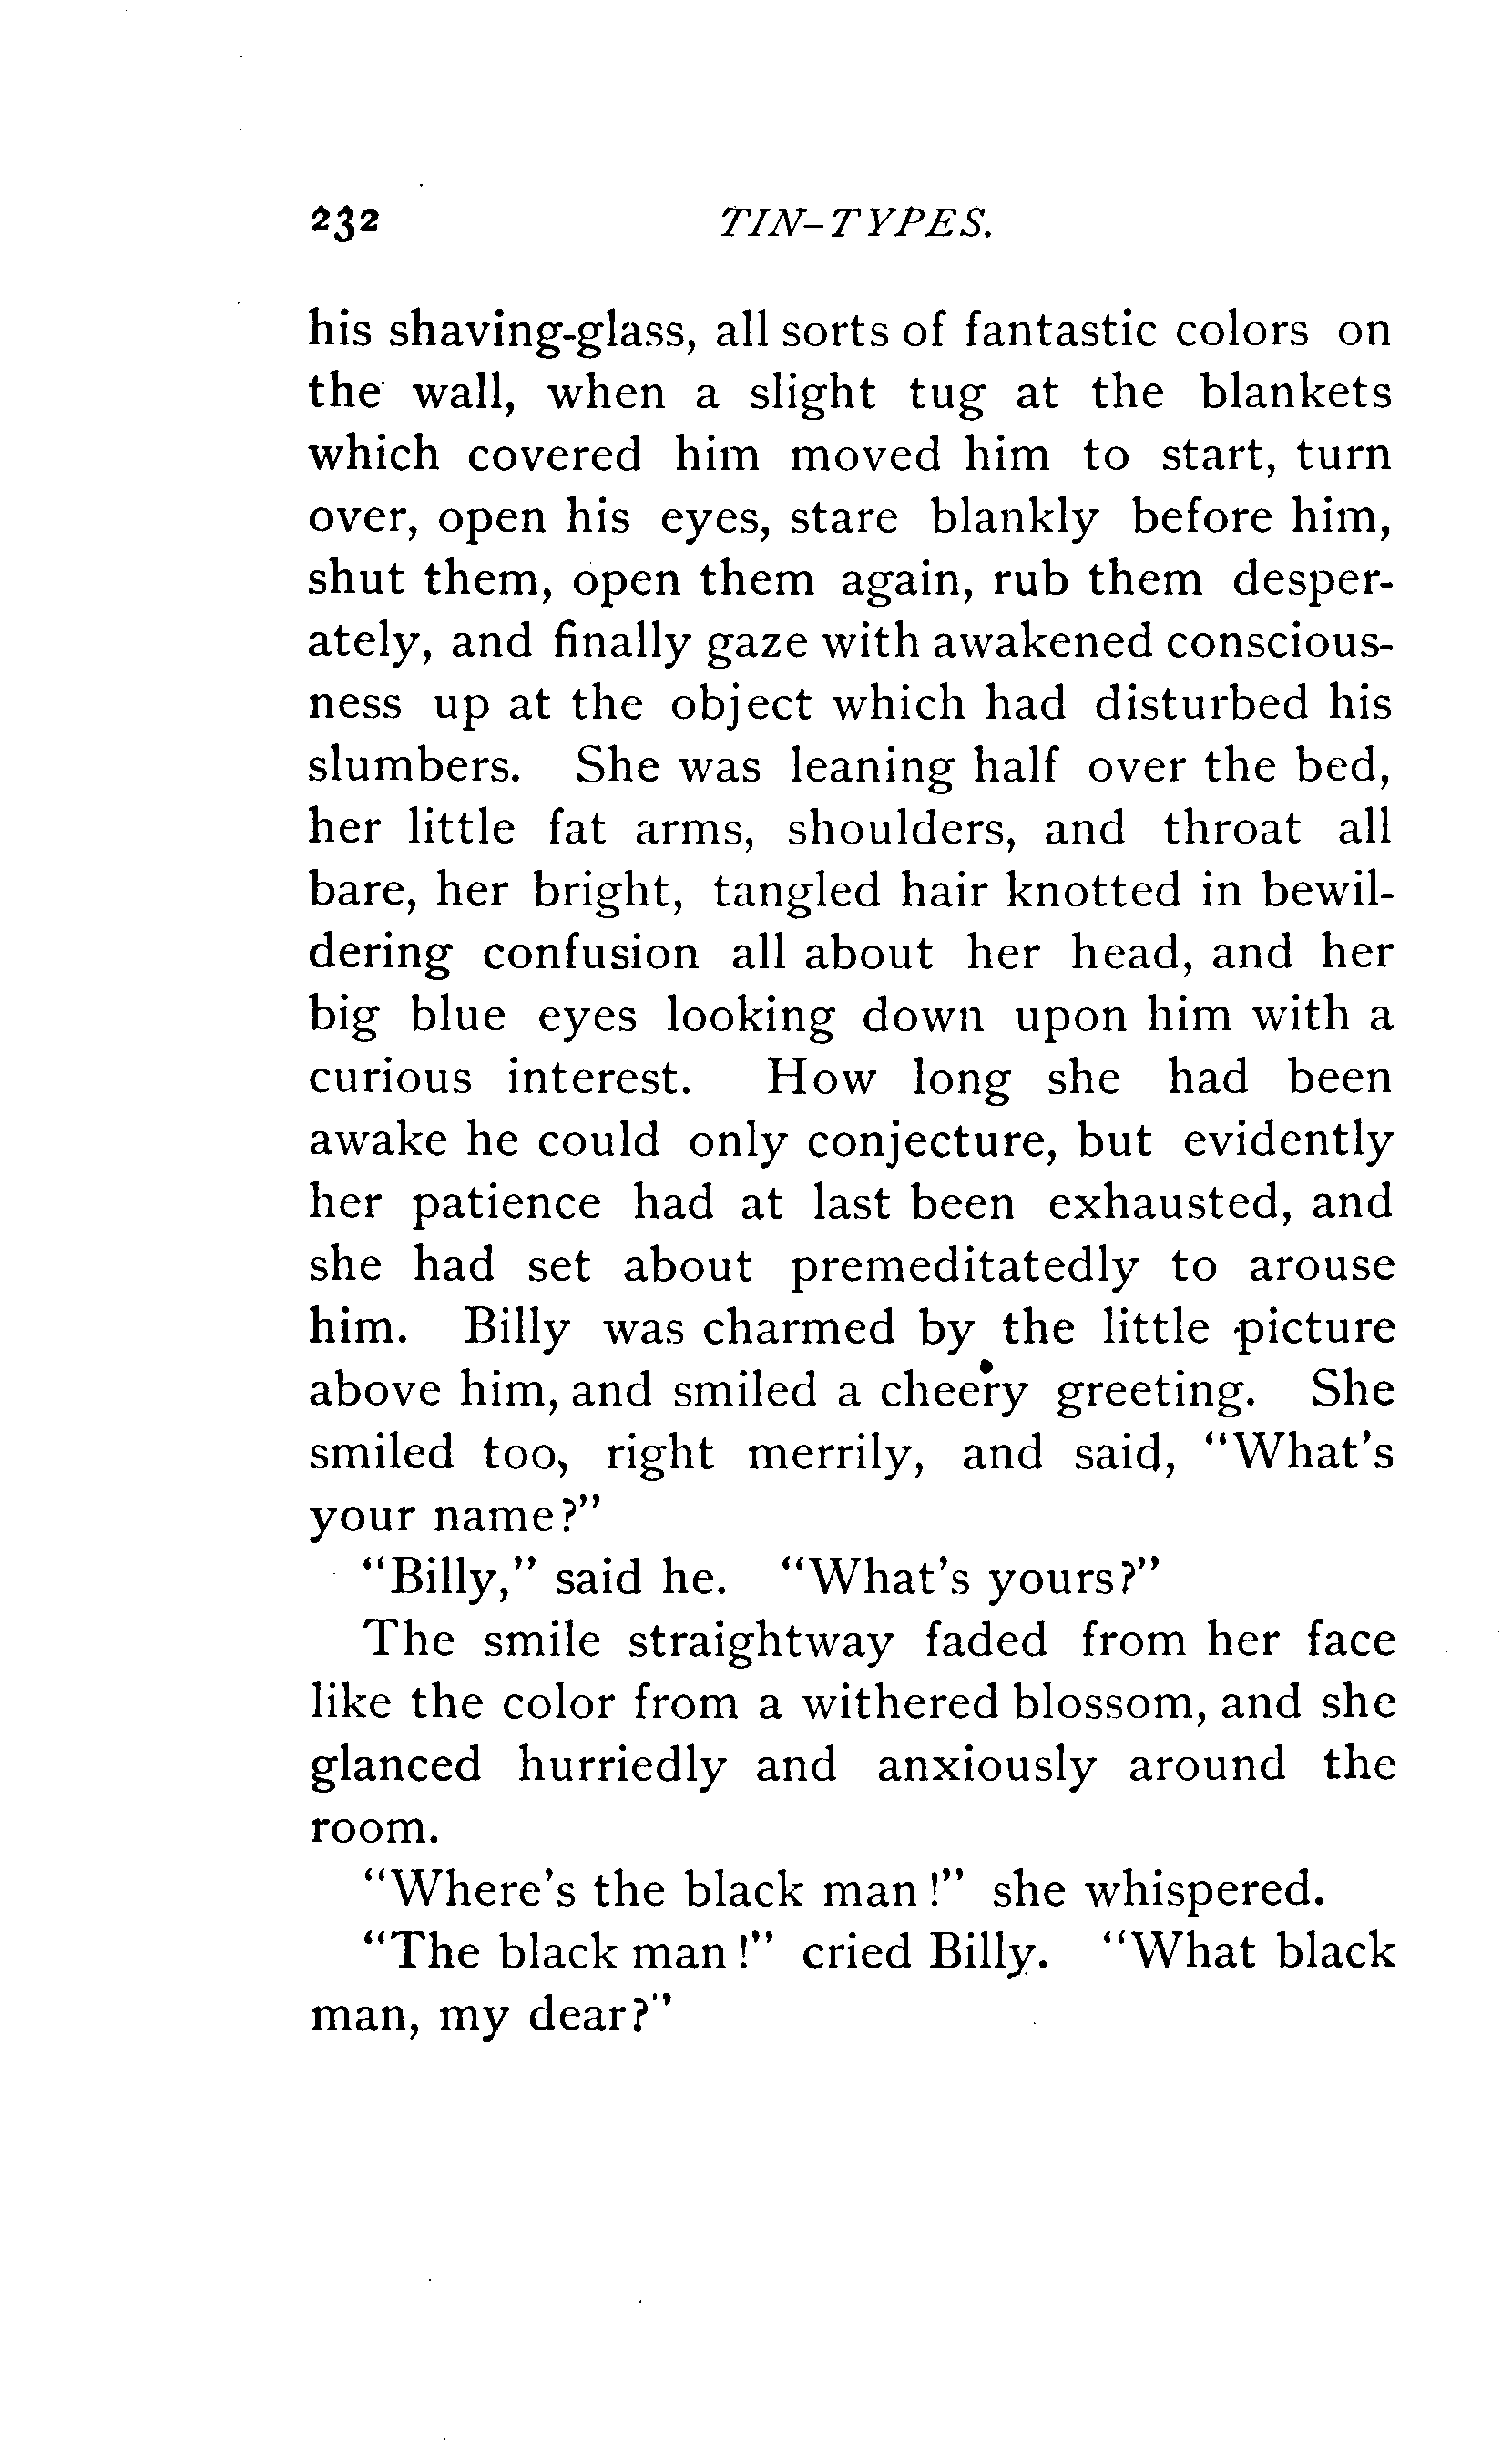 232 TIN-TYPES.
his shaving-glass, all sorts of fantastic colors on
the wall, when a slight tug at the blankets
which covered him moved him to start, turn
over, open his eyes, stare blankly before him,
shut them, open them again, rub them desper-
ately, and finally gaze with awakened conscious-
ness up at the object which had disturbed his
slumbers. She was leaning half over the bed,
her little fat arms, shoulders, and throat all
bare, her bright, tangled hair knotted in bewil-
dering confusion all about her head, and her
big blue eyes looking down upon him with a
curious interest. How long she had been
awake he could only conjecture, but evidently
her patience had at last been exhausted, and
she had set about premeditatedly to arouse
him. Billy was charmed by the little picture
above him, and smiled a cheery greeting. She
smiled too, right merrily, and said, "What's
your name?"
"Billy," said he. "What's yours?"
The smile straightway faded from her face
like the color from a withered blossom, and she
glanced hurriedly and anxiously around the
room.
"Where's the black man!" she whispered.
"The black man!" cried Billy. "What black
man, my dear?"